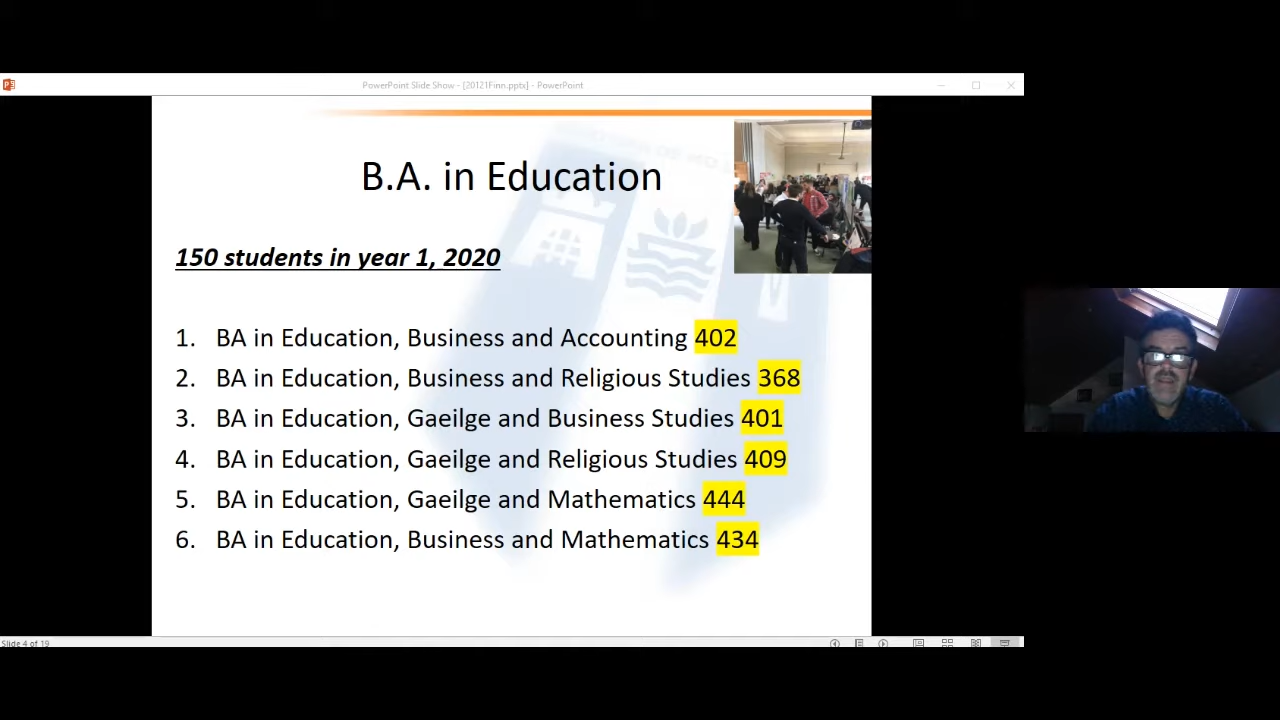 PowerPoint Slide Show - [20121Finn.ppts] - PowerPoint
B.A. in Education
150 students in year 1, 2020
1. BA in Education, Business and Accounting 402
2. BA in Education, Business and Religious Studies 368
3. BA in Education, Gaeilge and Business Studies 401
4. BA in Education, Gaeilge and Religious Studies 409
5. BA in Education, Gaeilge and Mathematics 444
6. BA in Education, Business and Mathematics 434
Slide 4 of 19